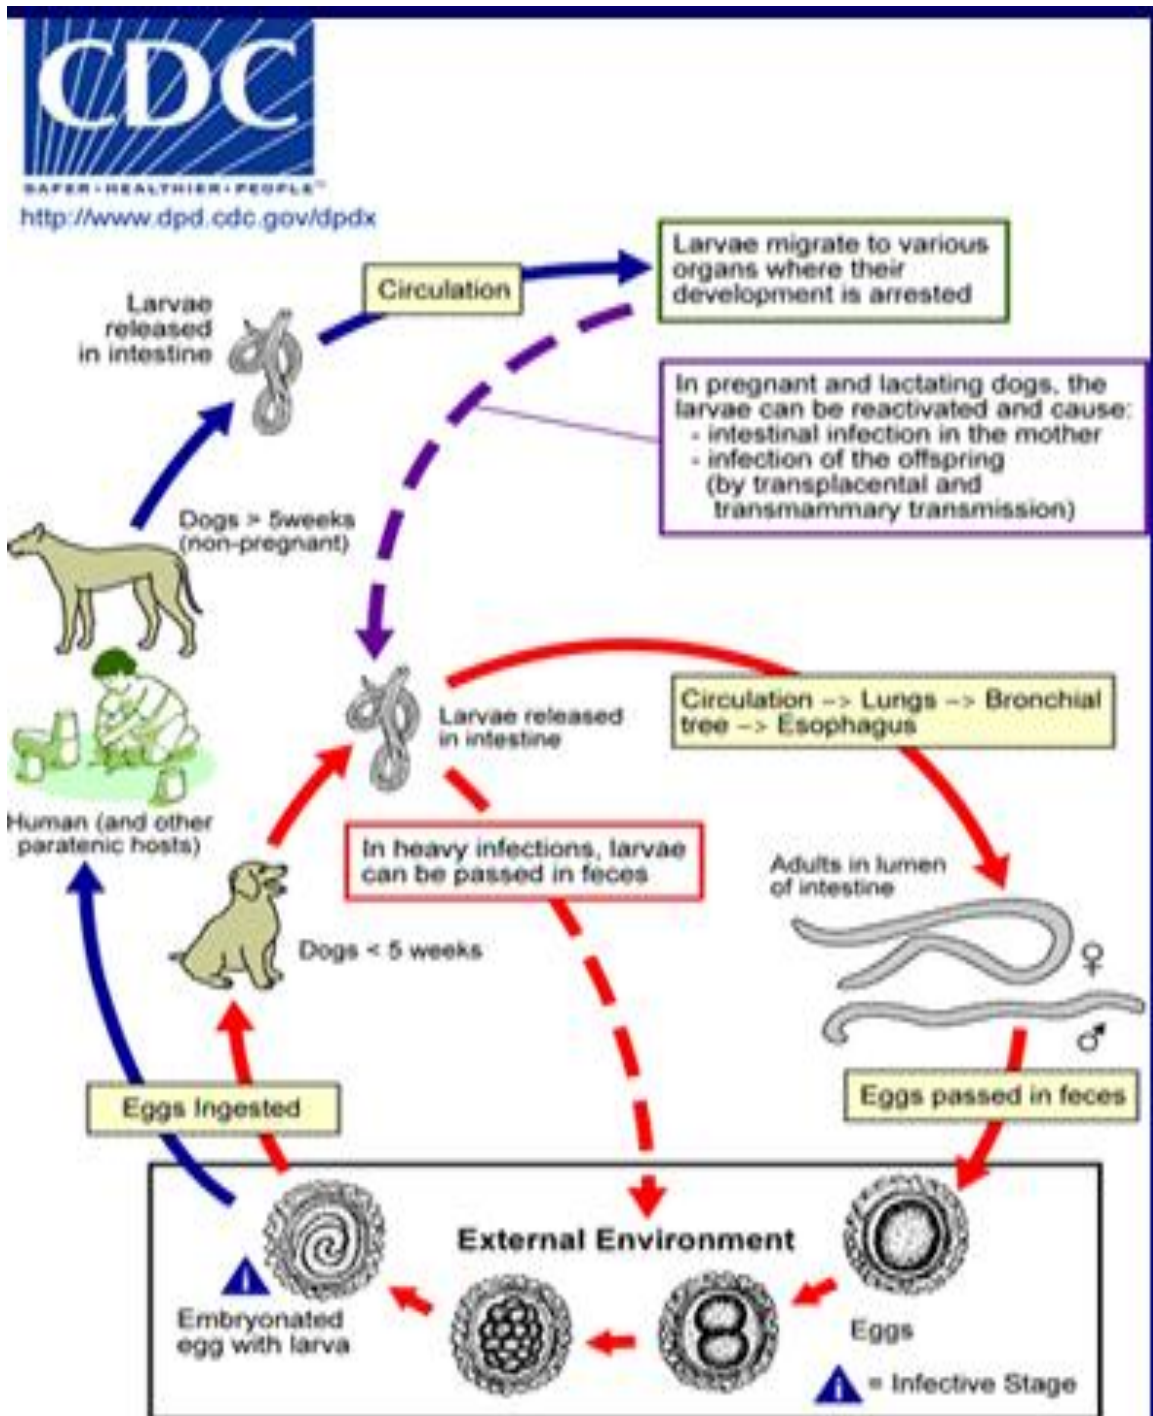 CDC
SAFER • HEALTHIER • PEOPLE™
http://www.dpd.cdc.gov/dpdx
Larvae
released
in intestine
Circulation
Larvae migrate to various
organs where their
development is arrested
In pregnant and lactating dogs, the
larvae can be reactivated and cause:
- intestinal infection in the mother
- infection of the offspring
(by transplacental and
transmammary transmission)
Dogs > 5weeks
(non-pregnant)
Larvae released
in intestine
Circulation --> Lungs --> Bronchial
tree --> Esophagus
Human (and other
paratenic hosts)
In heavy infections, larvae
can be passed in feces
Adults in lumen
of intestine
♀
Dogs < 5 weeks
♂
Eggs Ingested
Eggs passed in feces
External Environment
i
Embryonated
egg with larva
Eggs
i = Infective Stage